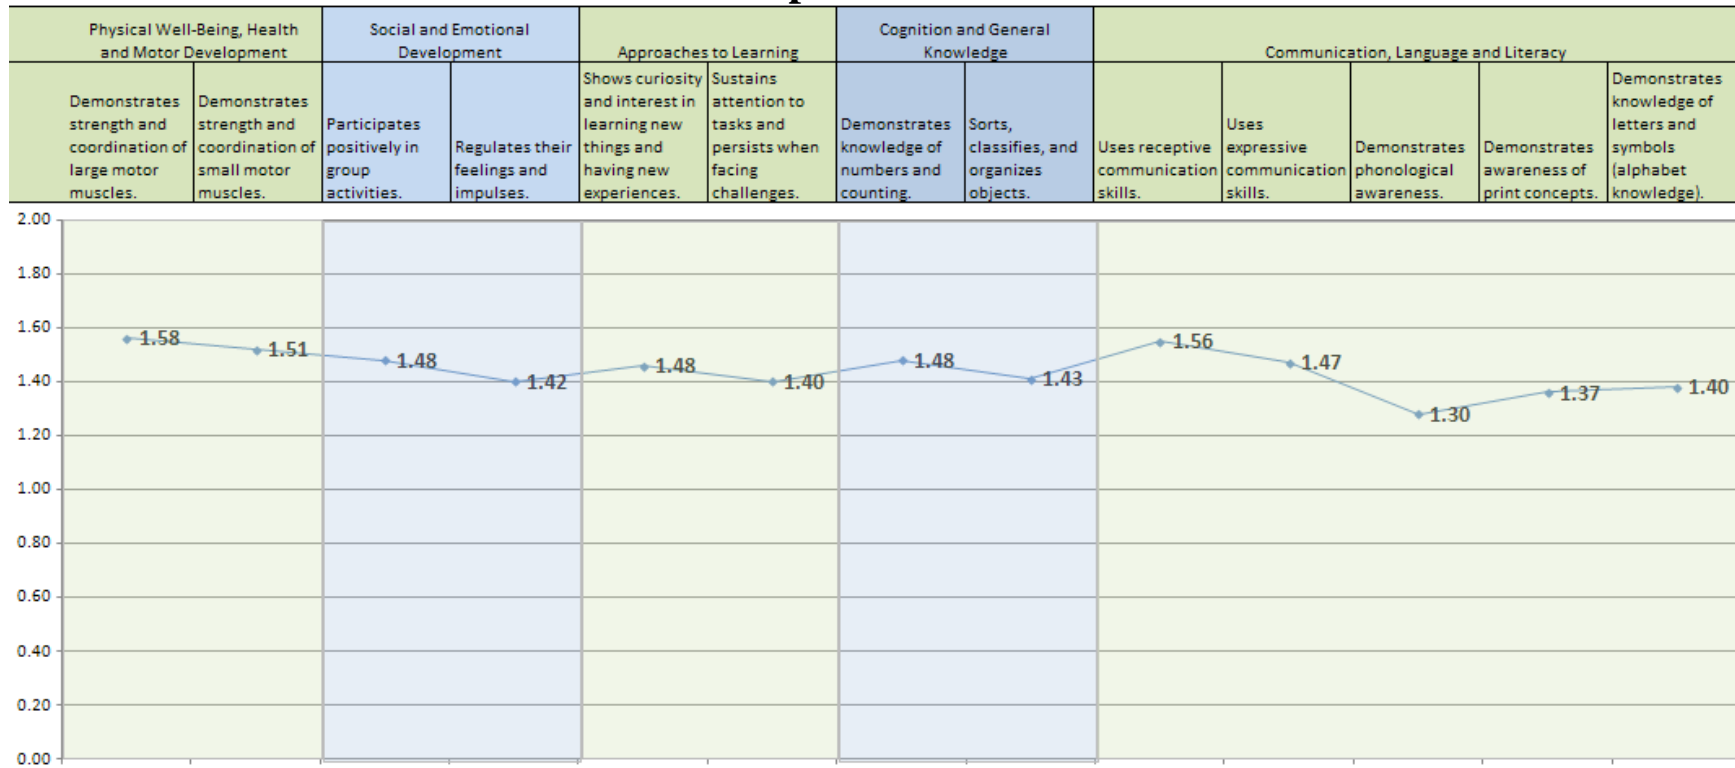 Physical Well-Being, Health
and Motor Development
Social and Emotional
Development
Approaches to Learning
Cognition and General
Knowledge
Communication, Language and Literacy
Demonstrates
strength and
coordination of
large motor
muscles.
Demonstrates
strength and
coordination of
small motor
muscles.
Participates
positively in
group
activities.
Regulates their
feelings and
impulses.
Shows curiosity
and interest in
learning new
things and
having new
experiences.
Sustains
attention to
tasks and
persists when
facing
challenges.
Demonstrates
knowledge of
numbers and
counting.
Sorts,
classifies, and
organizes
objects.
Uses receptive
communication
skills.
Uses
expressive
communication
skills.
Demonstrates
phonological
awareness.
Demonstrates
awareness of
print concepts.
Demonstrates
knowledge of
letters and
symbols
(alphabet
knowledge).
2.00
1.80
1.60
1.40
1.20
1.00
0.80
0.60
0.40
0.20
0.00
1.58
1.51
1.48
1.42
1.48
1.40
1.48
1.43
1.56
1.47
1.30
1.37
1.40